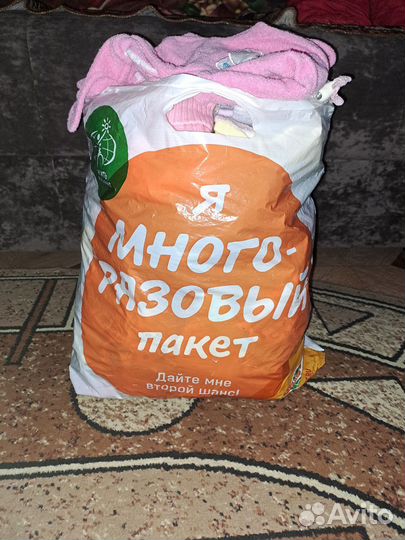 Я
МНОГО-
РАЗОВЫЙ
пакет
Дайте мне
второй шанс!
Avito